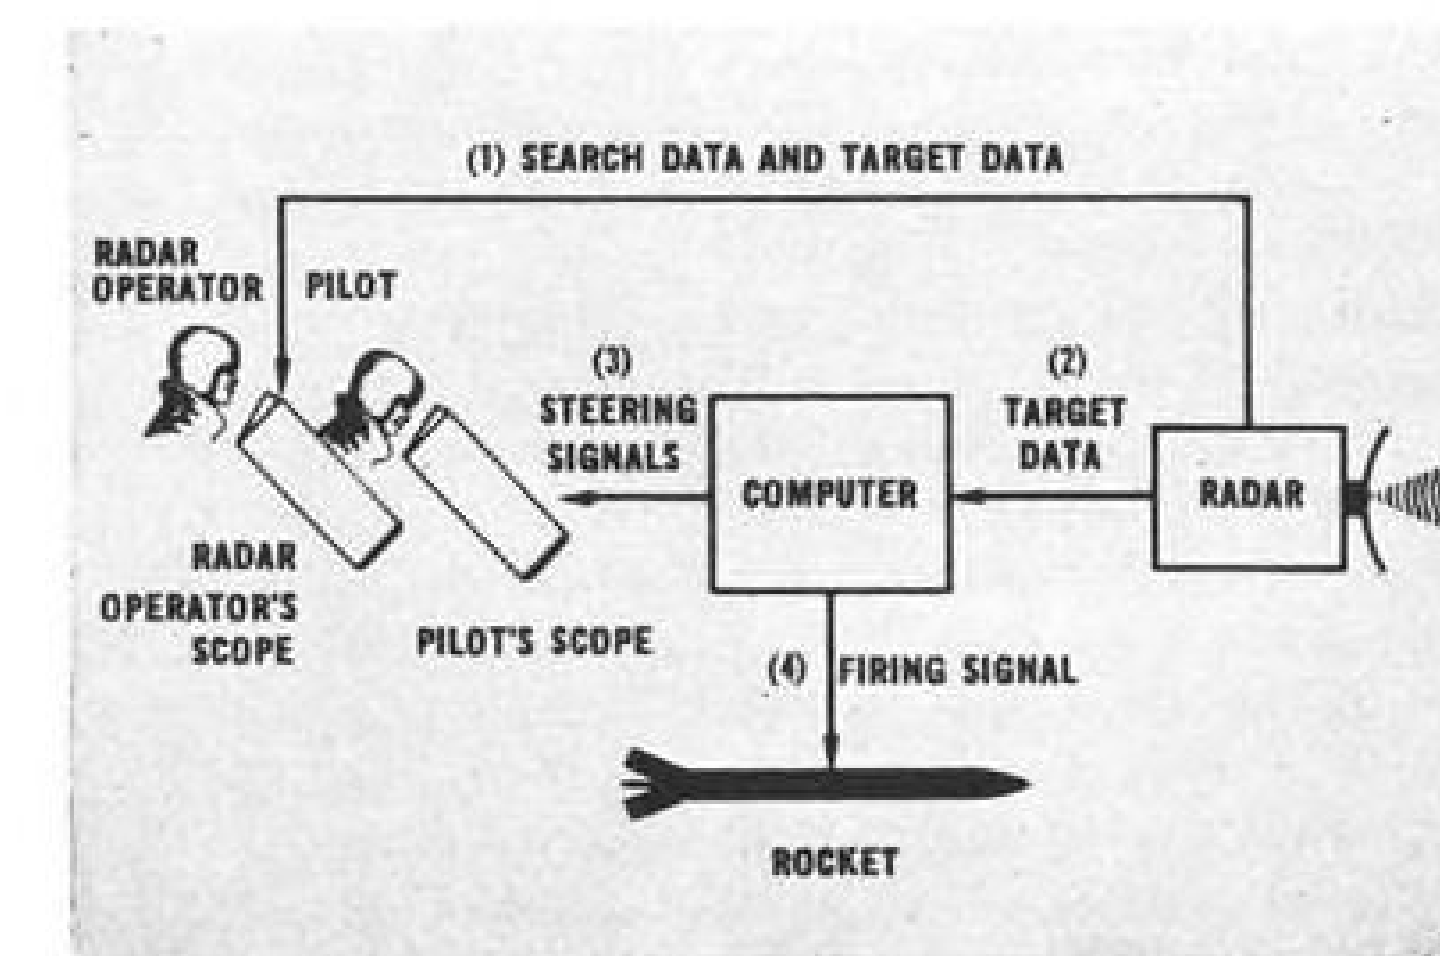 (1) SEARCH DATA AND TARGET DATA
RADAR
OPERATOR
PILOT
(3)
STEERING
SIGNALS
(2)
TARGET
DATA
COMPUTER
RADAR
RADAR
OPERATOR'S
SCOPE
PILOT'S SCOPE
(4) FIRING SIGNAL
ROCKET